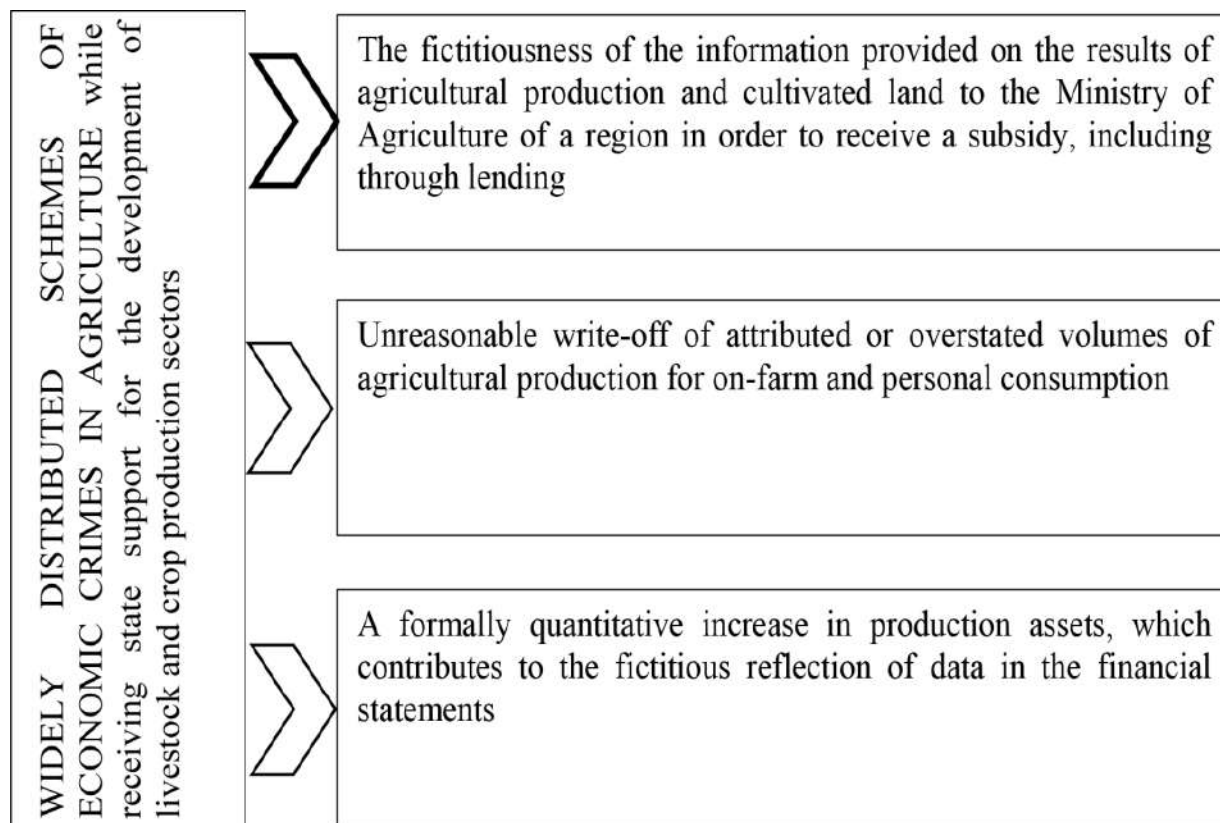 WIDELY DISTRIBUTED SCHEMES OF
ECONOMIC CRIMES IN AGRICULTURE while
receiving state support for the development of
livestock and crop production sectors
The fictitiousness of the information provided on the results of
agricultural production and cultivated land to the Ministry of
Agriculture of a region in order to receive a subsidy, including
through lending
Unreasonable write-off of attributed or overstated volumes of
agricultural production for on-farm and personal consumption
A formally quantitative increase in production assets, which
contributes to the fictitious reflection of data in the financial
statements